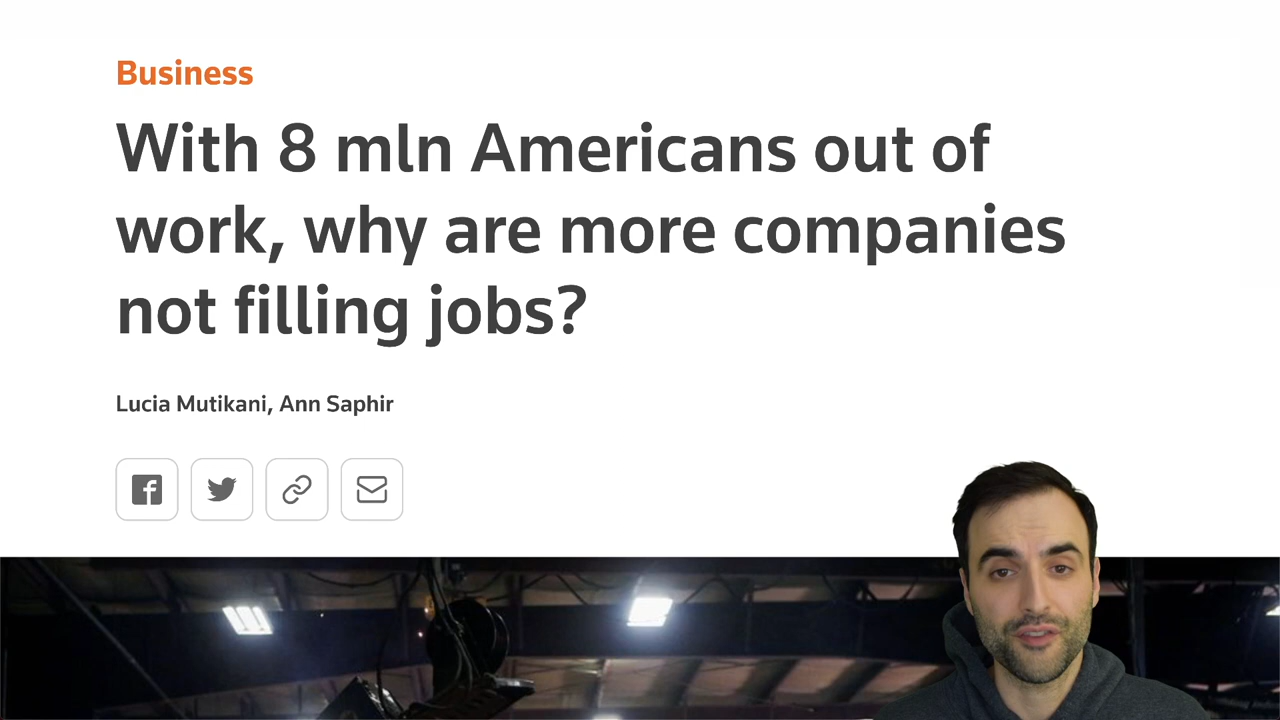 Business
With 8 mln Americans out of
work, why are more companies
not filling jobs?
Lucia Mutikani, Ann Saphir